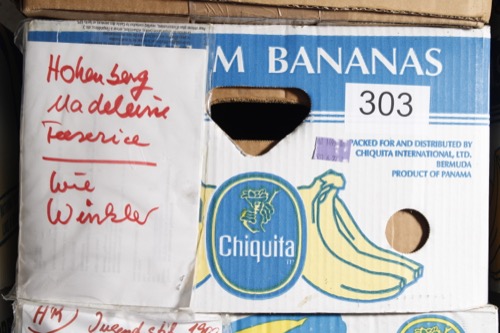 Hohenberg
Madeleine
Teeservice
Wie
Winkler
M BANANAS
303
PACKED FOR AND DISTRIBUTED BY
CHIQUITA INTERNATIONAL, LTD.
BERMUDA
PRODUCT OF PANAMA
Chiquita
Jugendstil